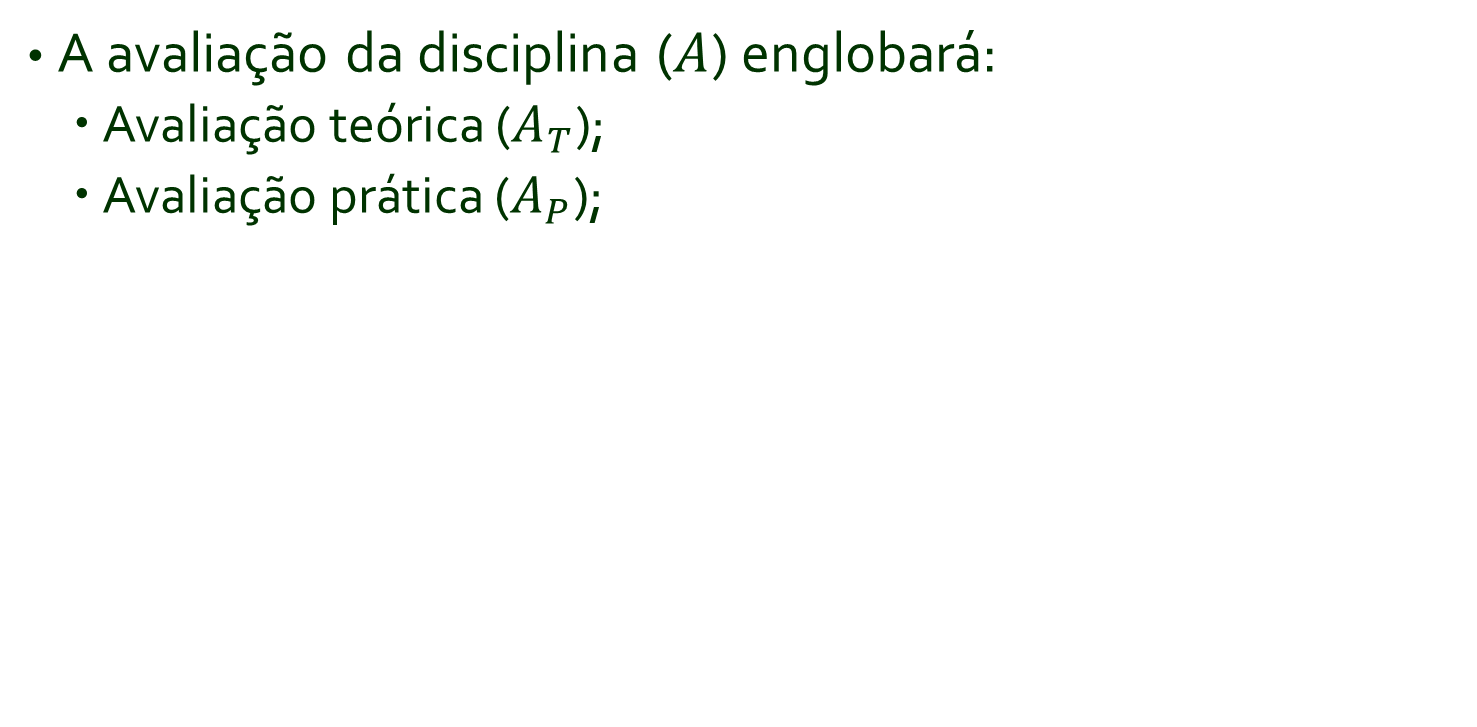 • A avaliação da disciplina (A) englobará:
• Avaliação teórica (A_T);
• Avaliação prática (A_P);